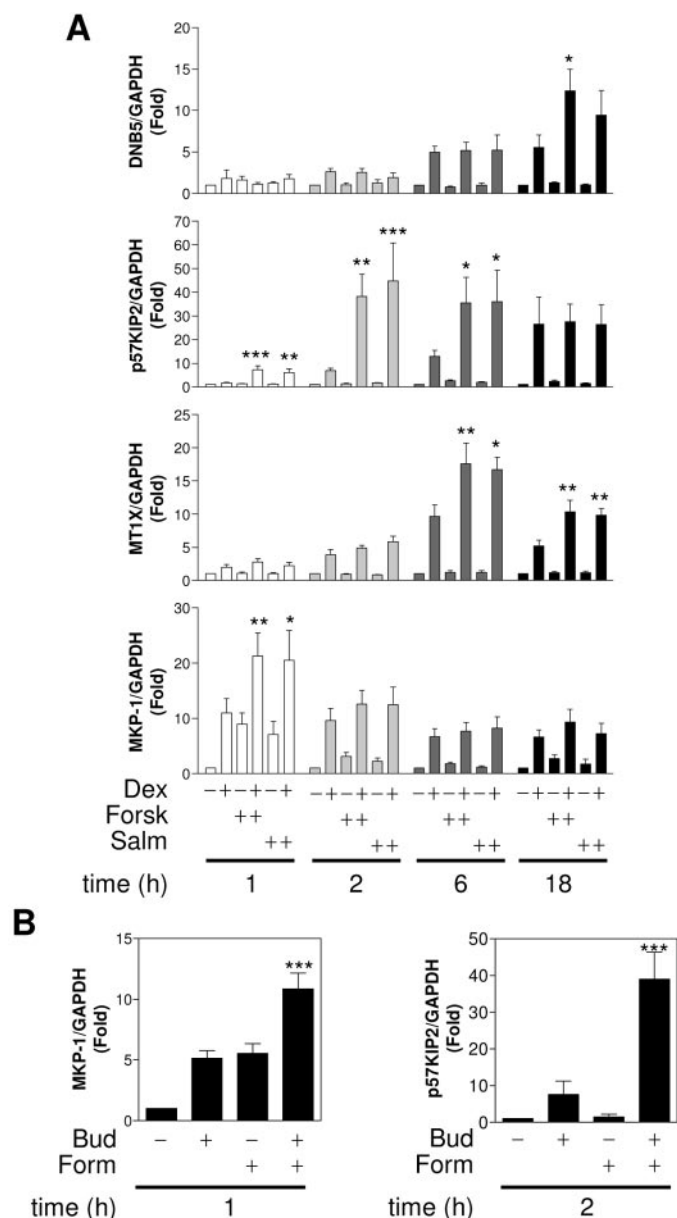 A
DNB5/GAPDH
(Fold)
20
15
10
5
0
*
p57KIP2/GAPDH
(Fold)
70
60
50
40
30
20
10
0
*** ** ** *** * *
MT1X/GAPDH
(Fold)
25
20
15
10
5
0
** * ** **
MKP-1/GAPDH
(Fold)
30
20
10
0
** *
Dex − + − + − + − + − + − + − + − + − + − + − + − +
Forsk + + + + + + + +
Salm + + + + + + + +
time (h) 1 2 6 18
B
MKP-1/GAPDH
(Fold)
15
10
5
0
***
Bud − + − +
Form + +
time (h) 1
p57KIP2/GAPDH
(Fold)
50
40
30
20
10
0
***
Bud − + − +
Form + +
time (h) 2